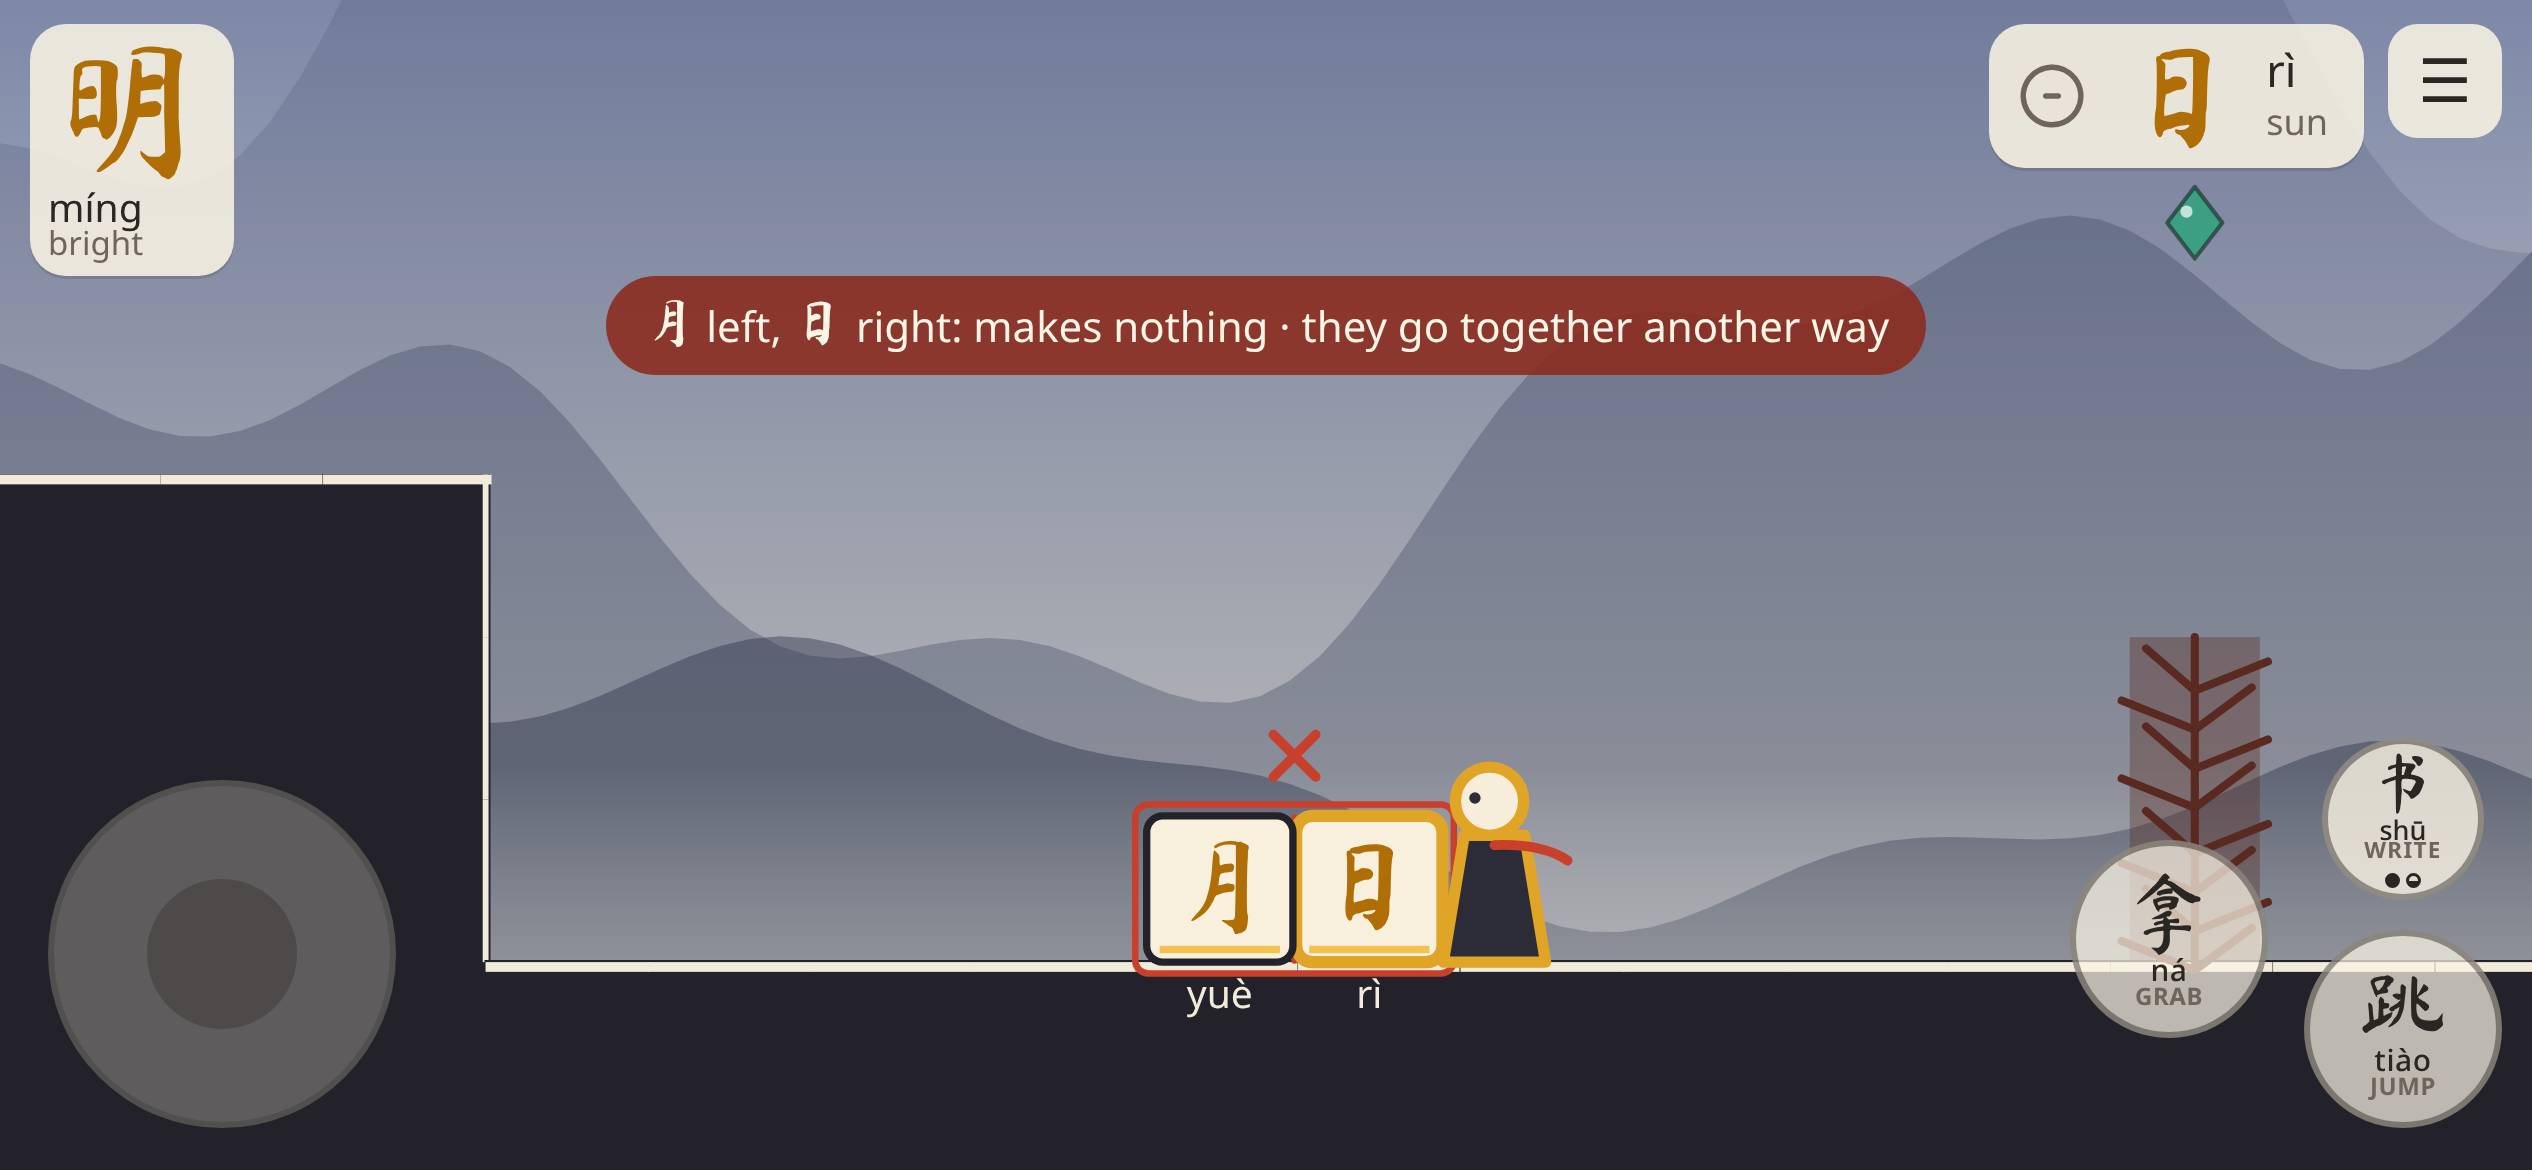 明
míng
bright
日
rì
sun
月 left, 日 right: makes nothing · they go together another way
月
日
yuè
rì
书
shū
WRITE
拿
ná
GRAB
跳
tiào
JUMP